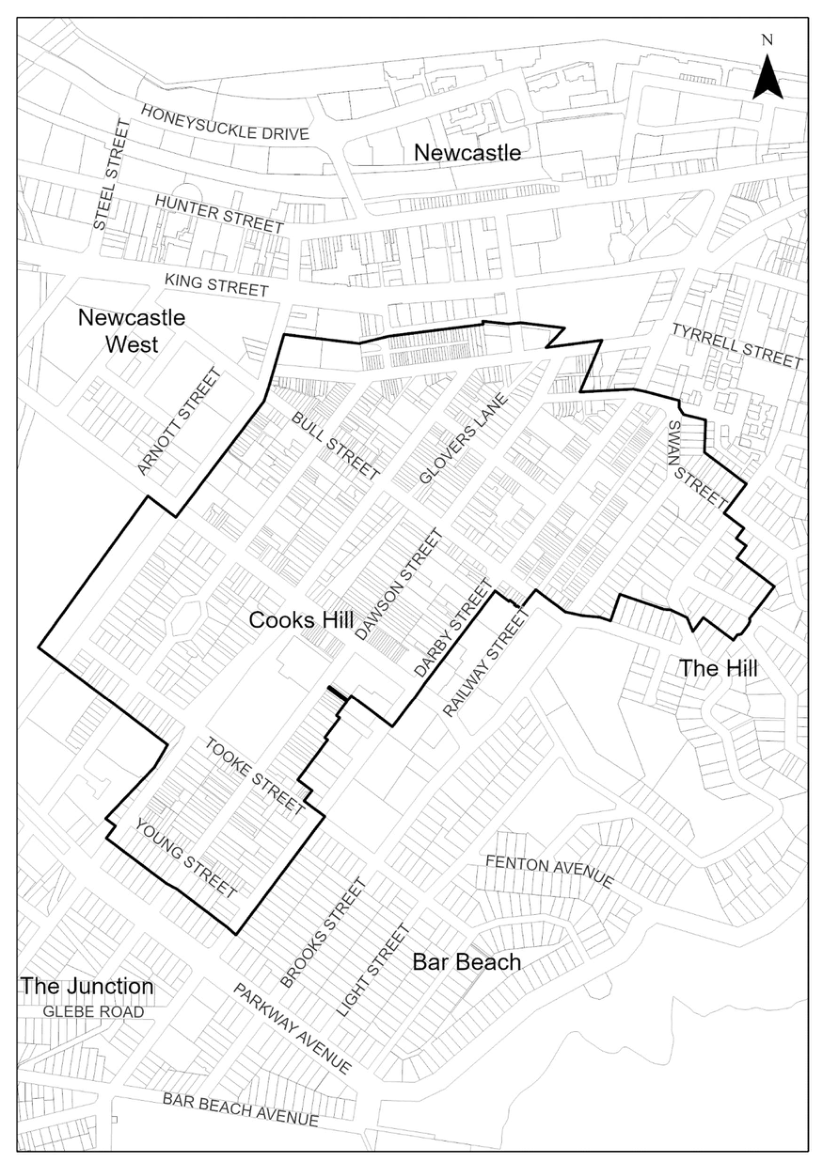 N
HONEYSUCKLE DRIVE
Newcastle
STEEL STREET
HUNTER STREET
KING STREET
Newcastle
West
TYRRELL STREET
ARNOTT STREET
BULL STREET
GLOVERS LANE
SWAN STREET
DAWSON STREET
Cooks Hill
DARBY STREET
RAILWAY STREET
The Hill
TOOKE STREET
YOUNG STREET
FENTON AVENUE
BROOKS STREET
LIGHT STREET
Bar Beach
The Junction
GLEBE ROAD
PARKWAY AVENUE
BAR BEACH AVENUE